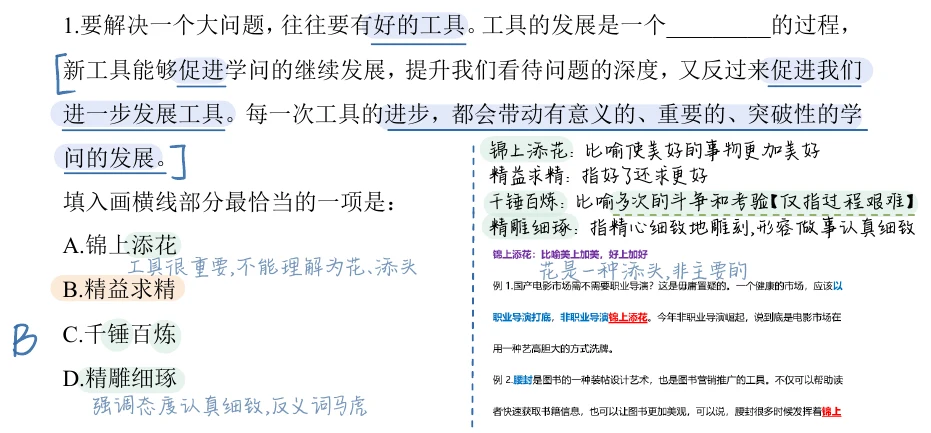 1.要解决一个大问题，往往要有好的工具。工具的发展是一个_________的过程，
新工具能够促进学问的继续发展，提升我们看待问题的深度，又反过来促进我们
进一步发展工具。每一次工具的进步，都会带动有意义的、重要的、突破性的学
问的发展。
填入画横线部分最恰当的一项是：
A.锦上添花
工具很重要,不能理解为花、添头
B.精益求精
B
C.千锤百炼
D.精雕细琢
强调态度认真细致,反义词马虎
锦上添花：比喻使美好的事物更加美好
精益求精：指好了还求更好
千锤百炼：比喻多次的斗争和考验【仅指过程艰难】
精雕细琢：指精心细致地雕刻,形容做事认真细致
锦上添花：比喻美上加美，好上加好
花是一种添头,非主要的
例 1.国产电影市场需不需要职业导演？这是毋庸置疑的。一个健康的市场，应该以
职业导演打底，非职业导演锦上添花。今年非职业导演崛起，说到底是电影市场在
用一种艺高胆大的方式洗牌。
例 2.腰封是图书的一种装帧设计艺术，也是图书营销推广的工具。不仅可以帮助读
者快速获取书籍信息，也可以让图书更加美观，可以说，腰封很多时候发挥着锦上